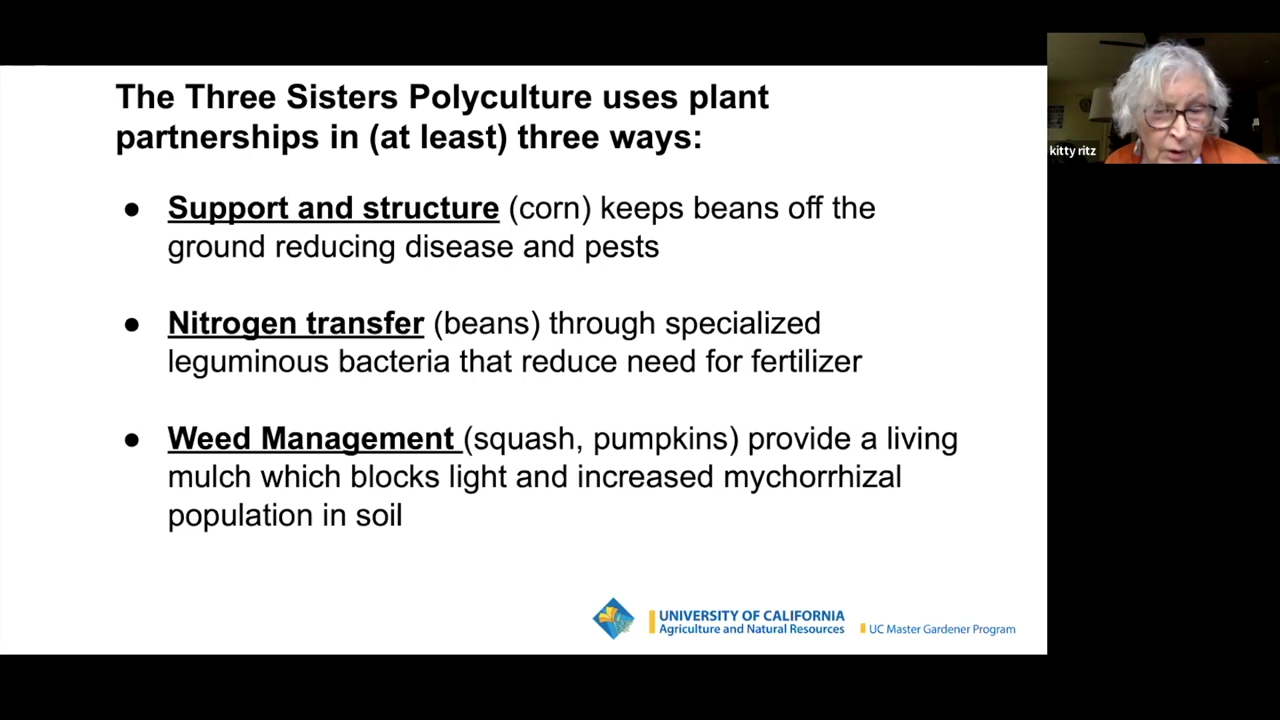 The Three Sisters Polyculture uses plant
partnerships in (at least) three ways:
● Support and structure (corn) keeps beans off the
ground reducing disease and pests
● Nitrogen transfer (beans) through specialized
leguminous bacteria that reduce need for fertilizer
● Weed Management (squash, pumpkins) provide a living
mulch which blocks light and increased mychorrhizal
population in soil
UNIVERSITY OF CALIFORNIA
Agriculture and Natural Resources
UC Master Gardener Program
kitty ritz